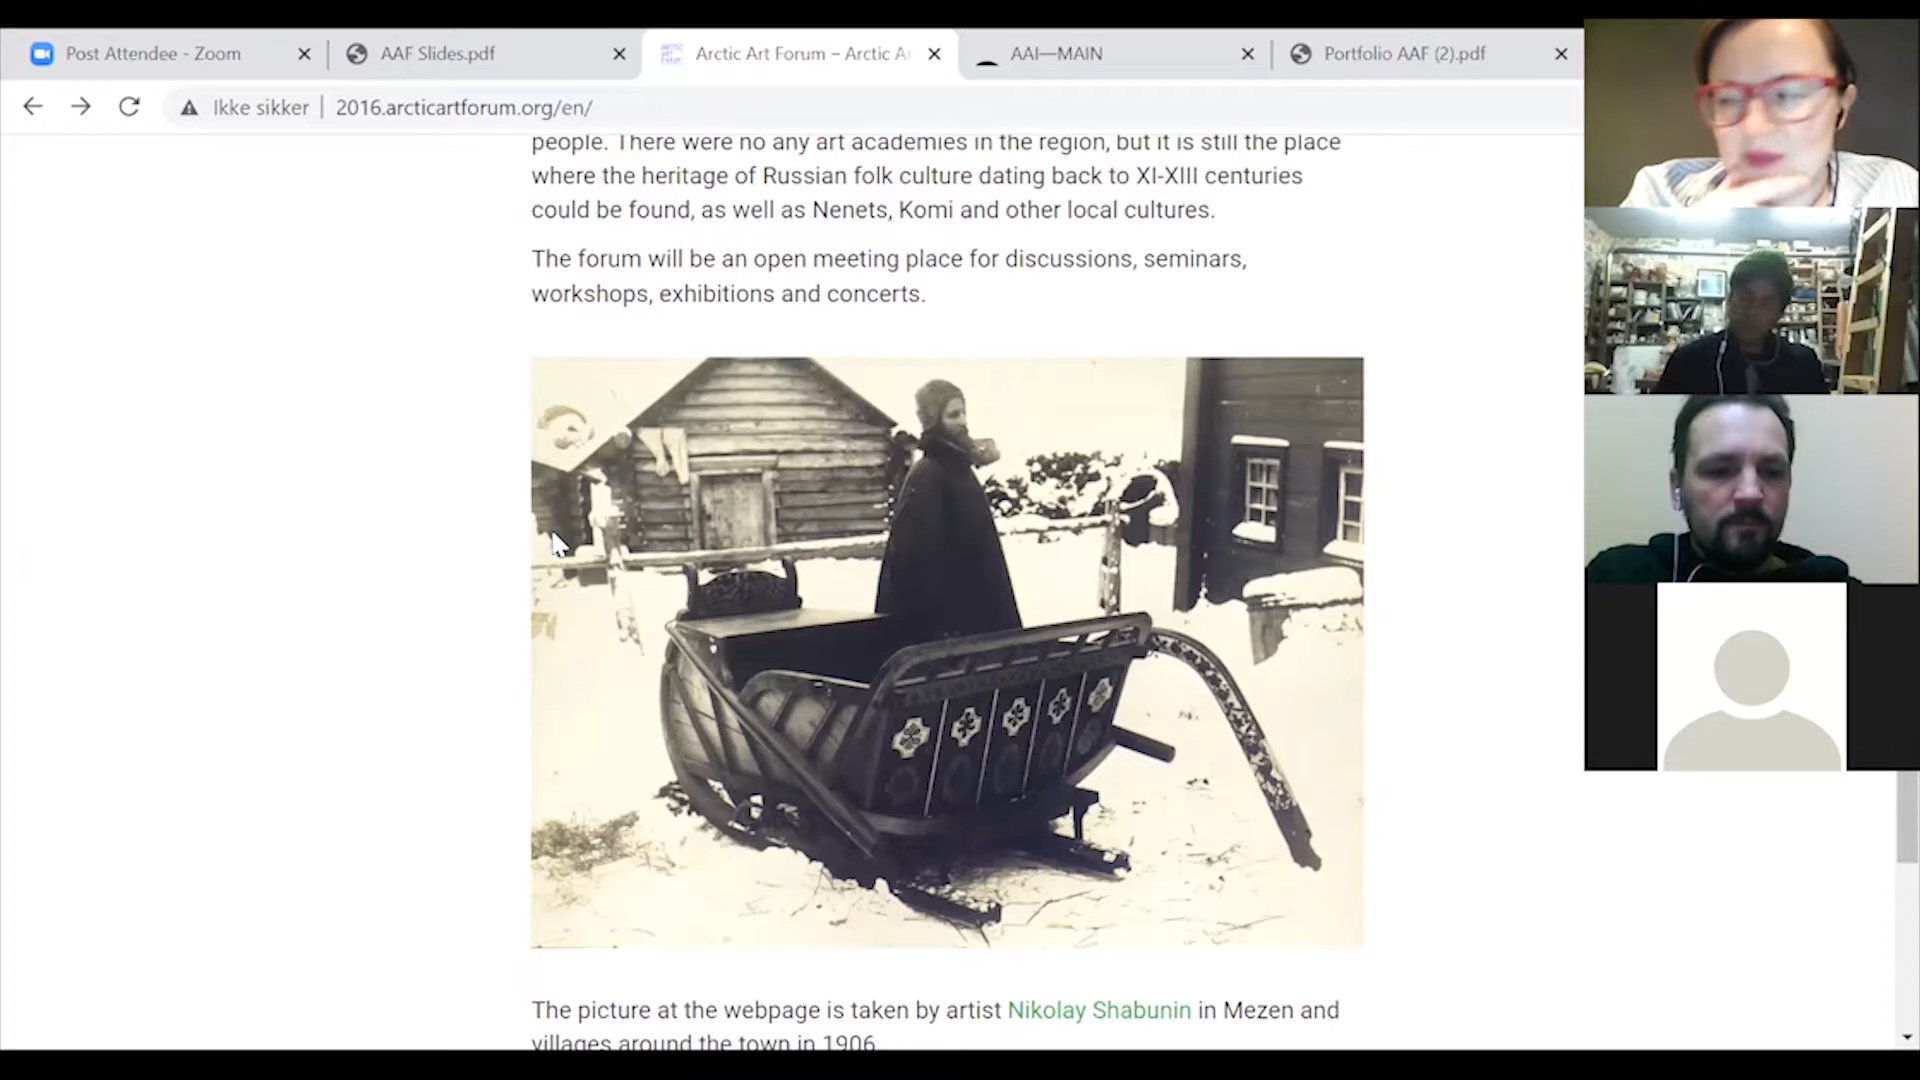 Post Attendee - Zoom
AAF Slides.pdf
Arctic Art Forum – Arctic Ar
AAI—MAIN
Portfolio AAF (2).pdf
Ikke sikker
2016.arcticartforum.org/en/
people. There were no any art academies in the region, but it is still the place
where the heritage of Russian folk culture dating back to XI-XIII centuries
could be found, as well as Nenets, Komi and other local cultures.
The forum will be an open meeting place for discussions, seminars,
workshops, exhibitions and concerts.
The picture at the webpage is taken by artist Nikolay Shabunin in Mezen and
villages around the town in 1906